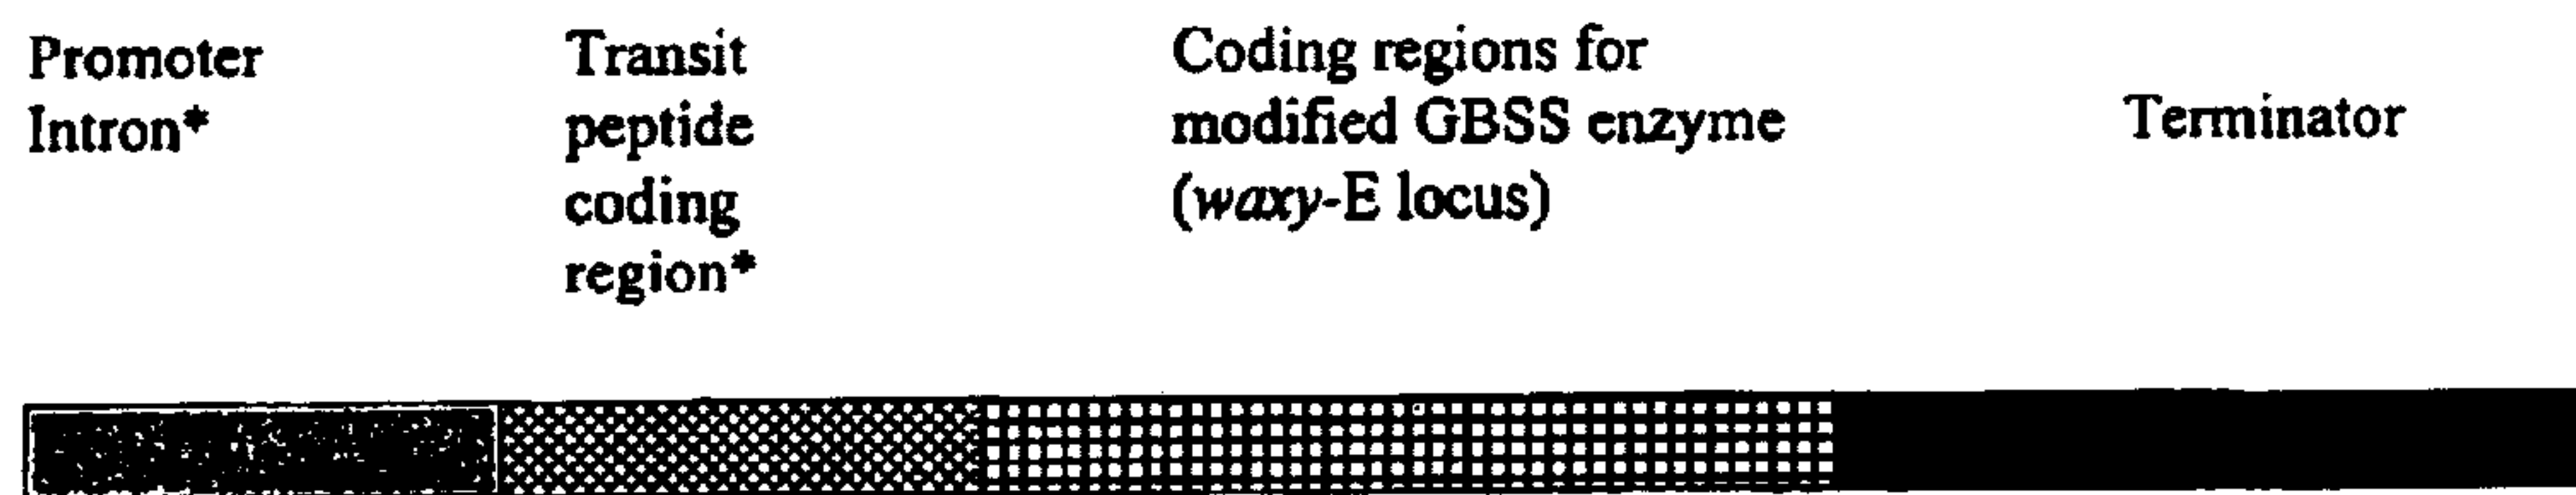 Promoter
Intron*
Transit
peptide
coding
region*
Coding regions for
modified GBSS enzyme
(waxy-E locus)
Terminator